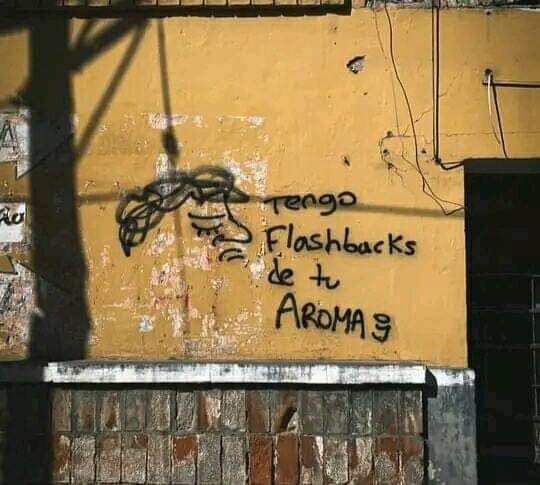 Tengo
Flashbacks
de tu
AROMA